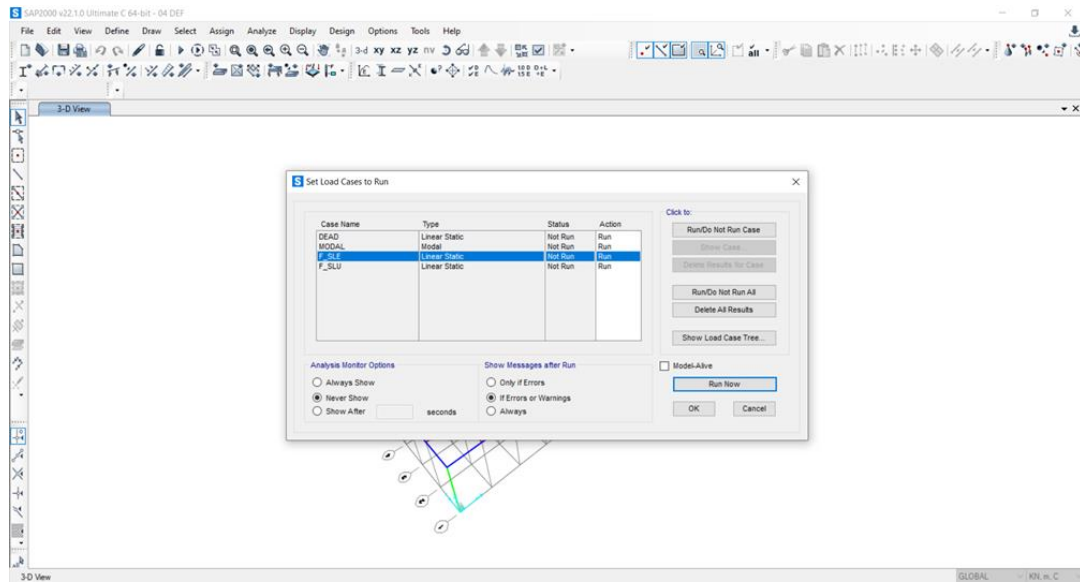 SAP2000 v22.1.0 Ultimate C 64-bit - 04 DEF
File Edit View Define Draw Select Assign Analyze Display Design Options Tools Help
3-d xy xz yz nv
all
3-D View
Set Load Cases to Run
Click to:
Case Name Type Status Action
DEAD Linear Static Not Run Run
MODAL Modal Not Run Run
F_SLE Linear Static Not Run Run
F_SLU Linear Static Not Run Run
Run/Do Not Run Case
Show Case...
Delete Results for Case
Run/Do Not Run All
Delete All Results
Show Load Case Tree...
Analysis Monitor Options
Always Show
Never Show
Show After seconds
Show Messages after Run
Only if Errors
If Errors or Warnings
Always
Model-Alive
Run Now
OK Cancel
3-D View GLOBAL KN, m, C